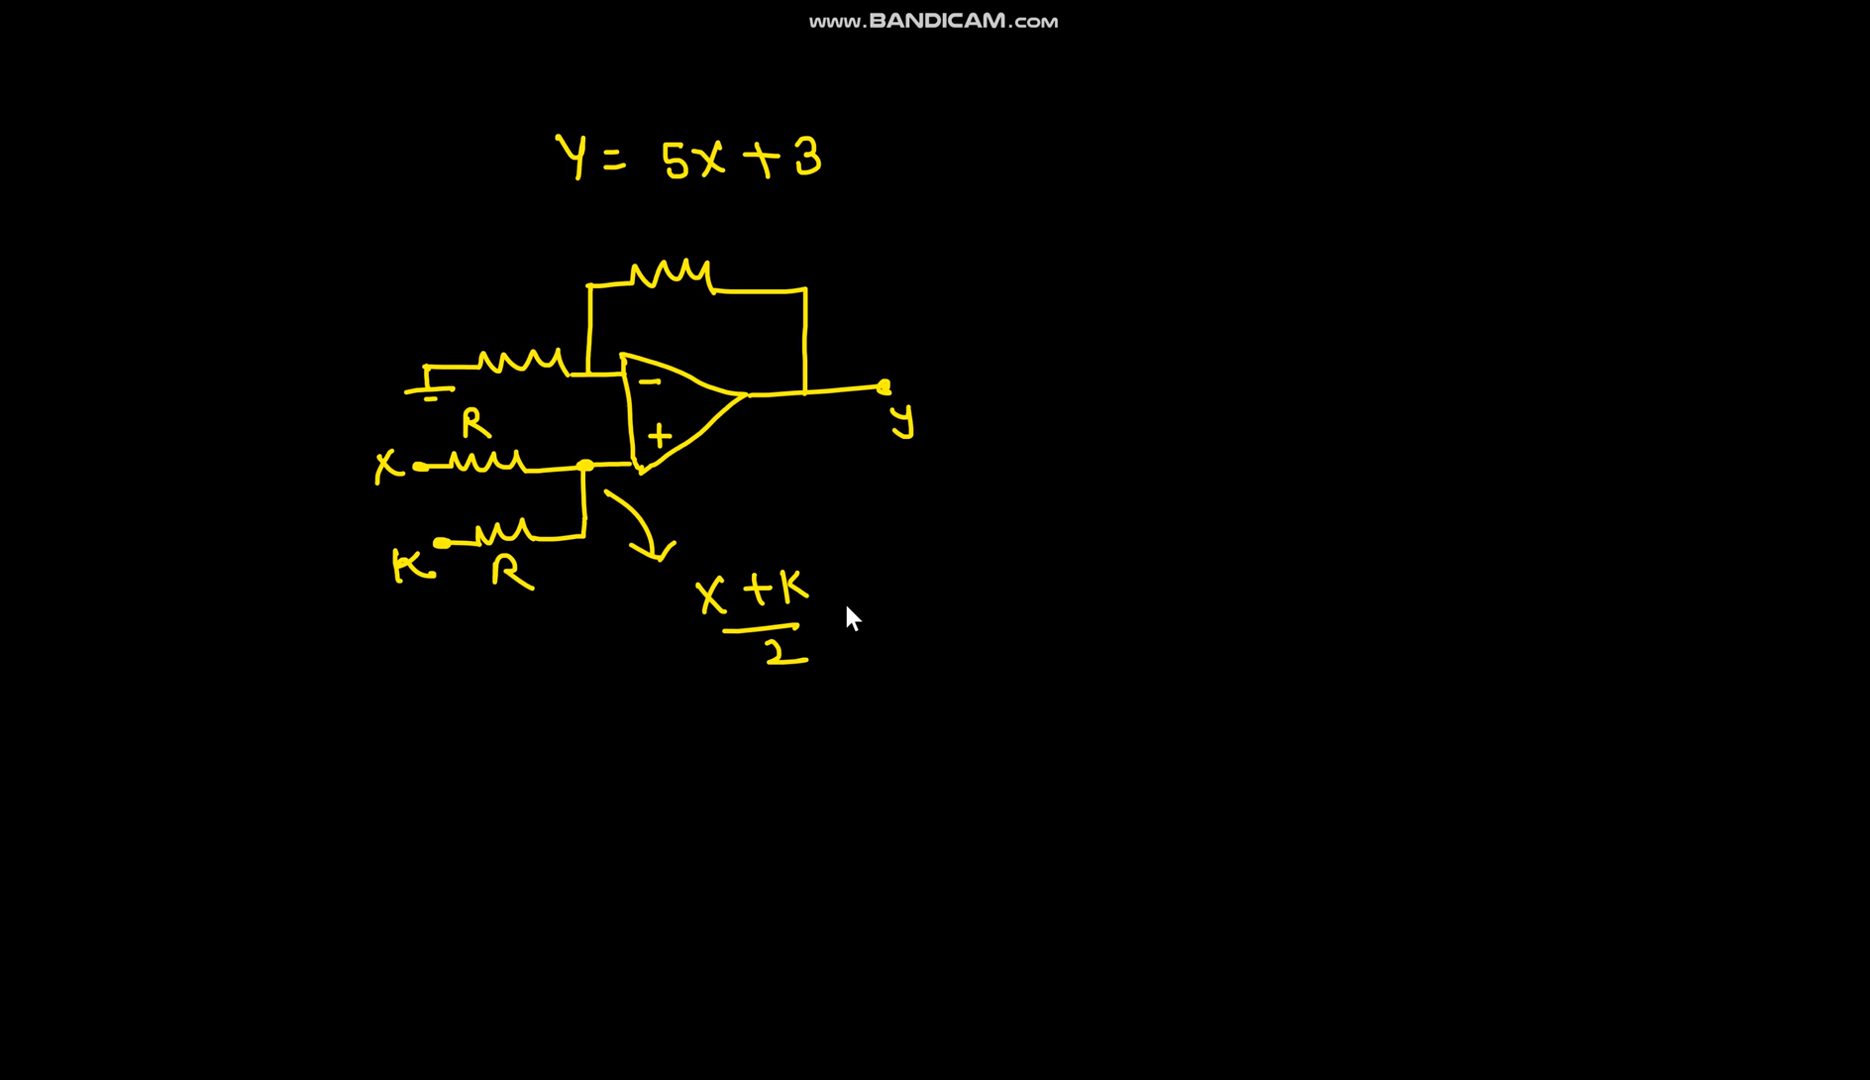 www.BANDICAM.com
Y = 5x + 3
-
R
+
y
X
K
R
x + K
2